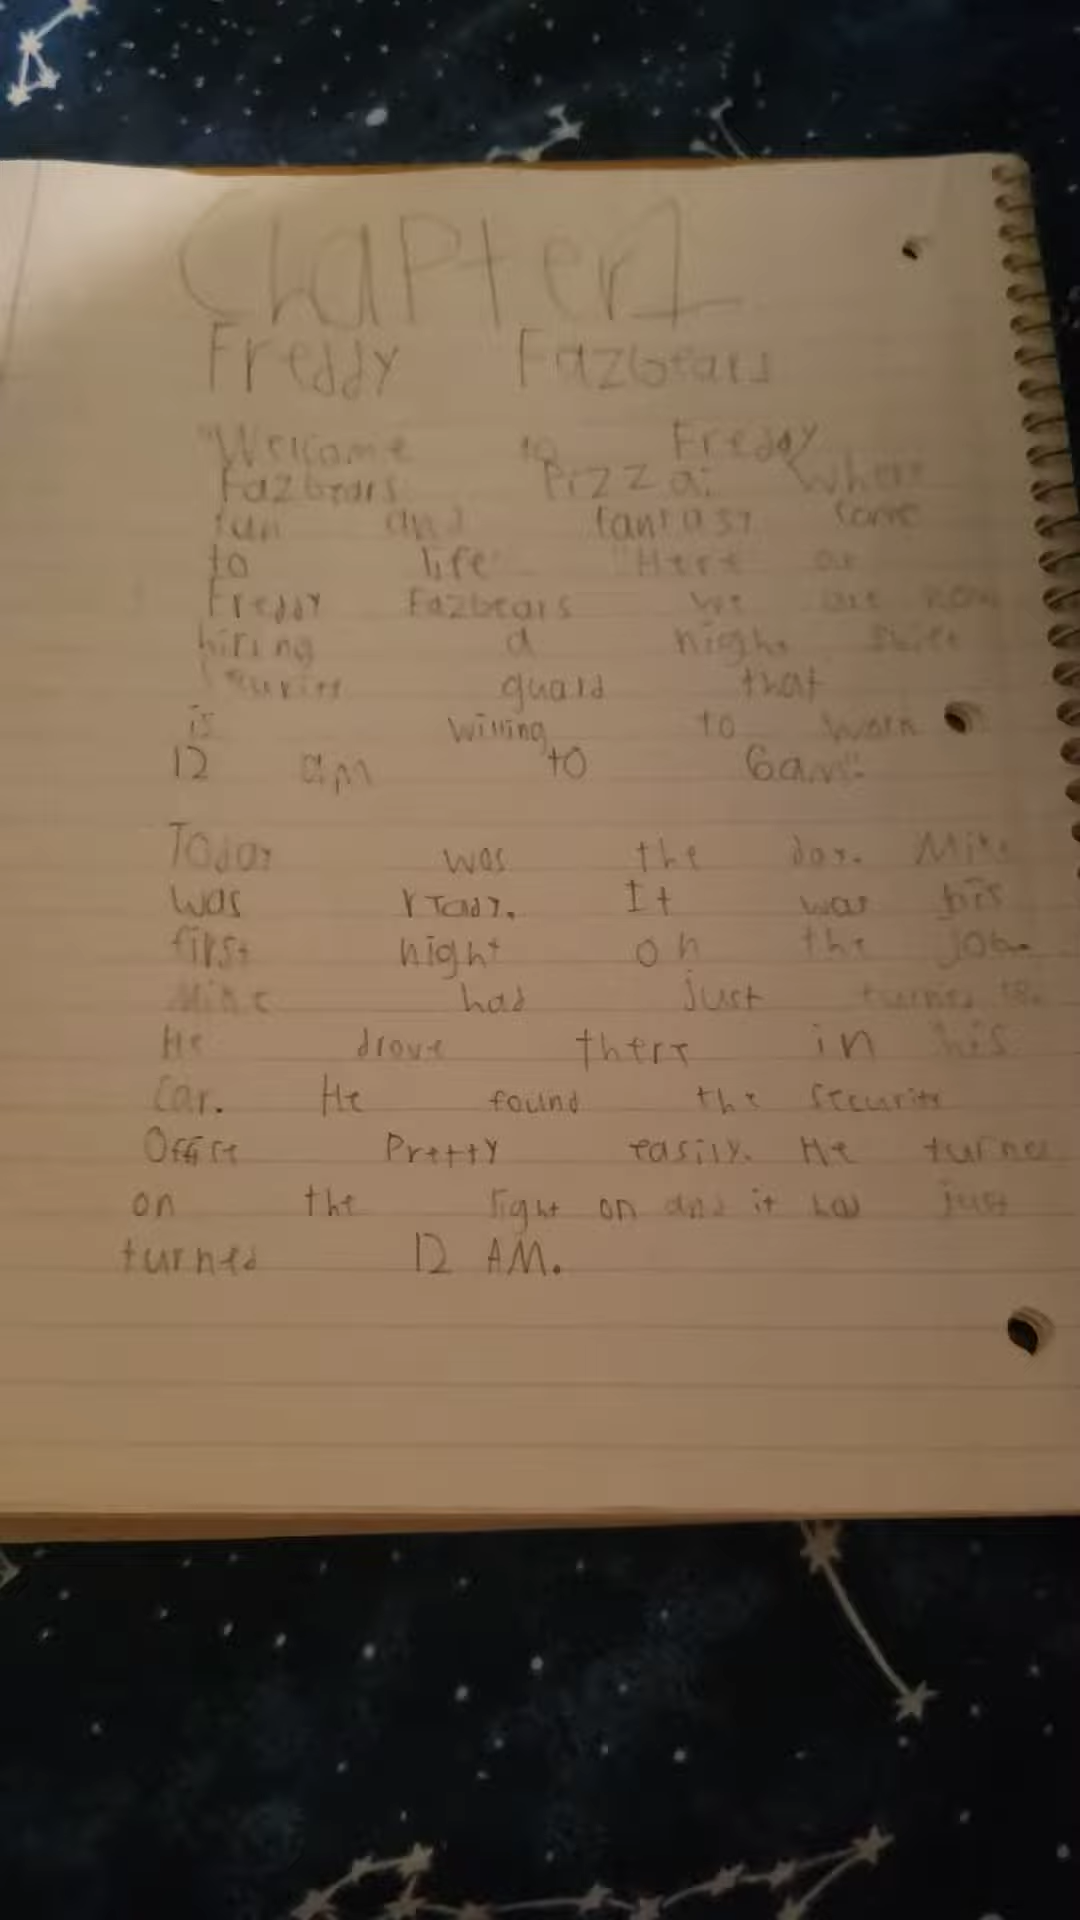 Chapter 1
Freddy Fazbears
"Welcome to Freddy
Fazbears Pizza: where
fun and fantasy come
to life" "Here at
Freddy Fazbears we are now
hiring a night shift
security guard that
is willing to work
12 am to 6am".
Today was the day. Mike
was ready. It was his
first night on the job.
Mike had just turned 18.
He drove there in his
car. He found the security
Office Pretty easily. He turned
on the light on and it had just
turned 12 AM.